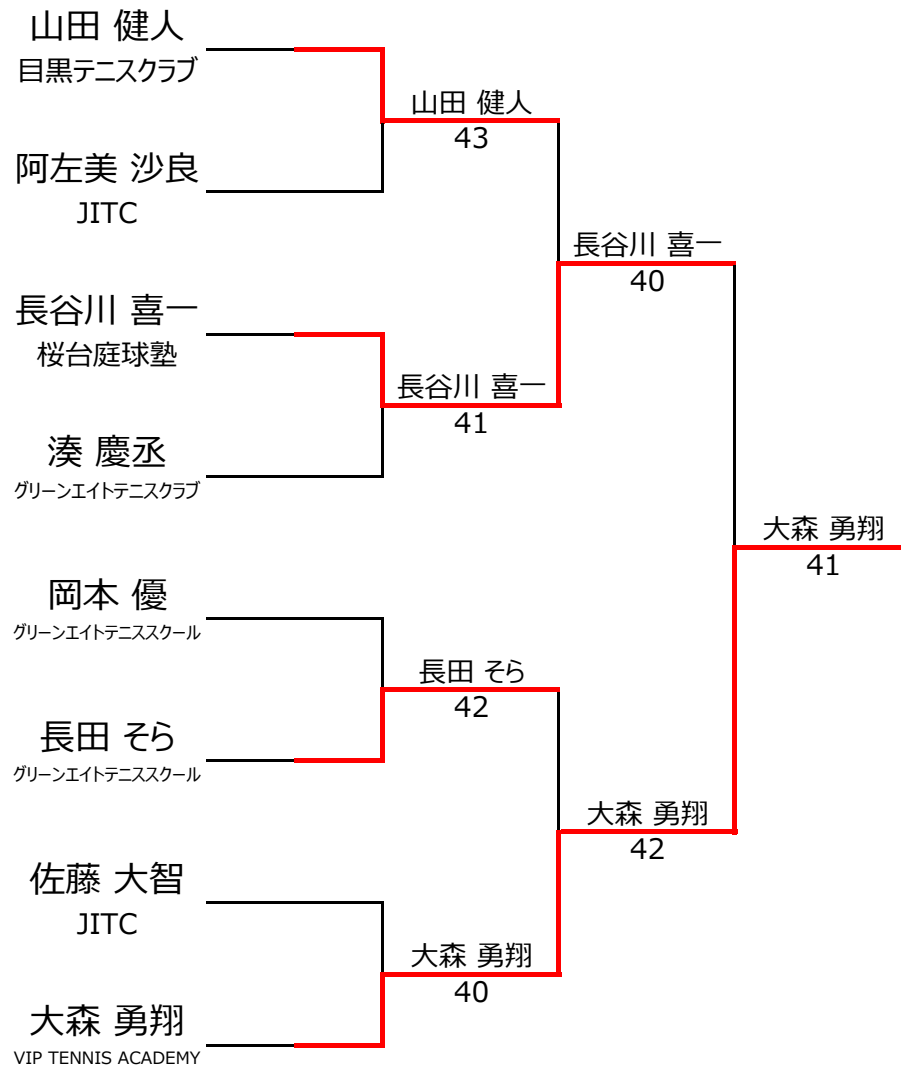 山田 健人
目黒テニスクラブ
山田 健人
43
阿左美 沙良
JITC
長谷川 喜一
40
長谷川 喜一
桜台庭球塾
長谷川 喜一
41
湊 慶丞
グリーンエイトテニスクラブ
大森 勇翔
41
岡本 優
グリーンエイトテニススクール
長田 そら
42
長田 そら
グリーンエイトテニススクール
大森 勇翔
42
佐藤 大智
JITC
大森 勇翔
40
大森 勇翔
VIP TENNIS ACADEMY